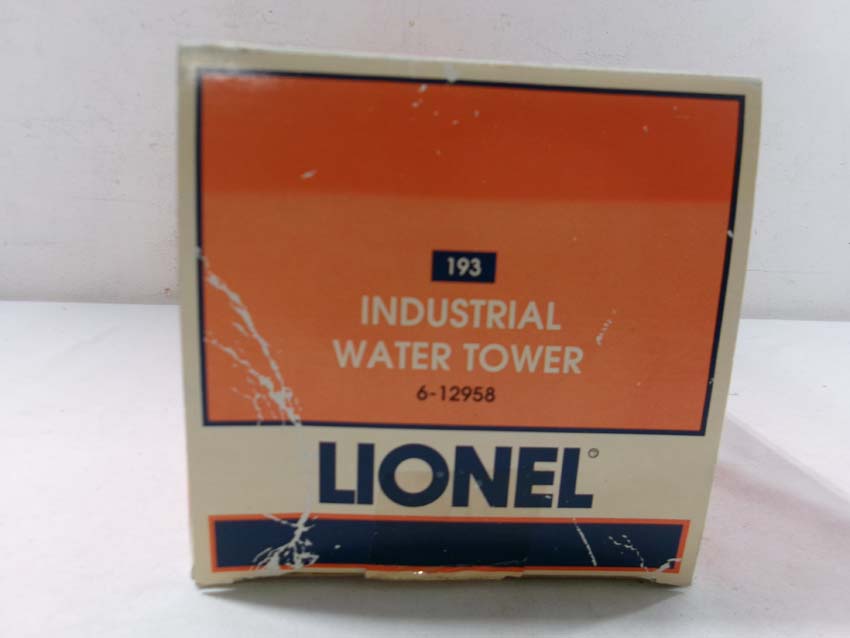 193
INDUSTRIAL
WATER TOWER
6-12958
LIONEL®